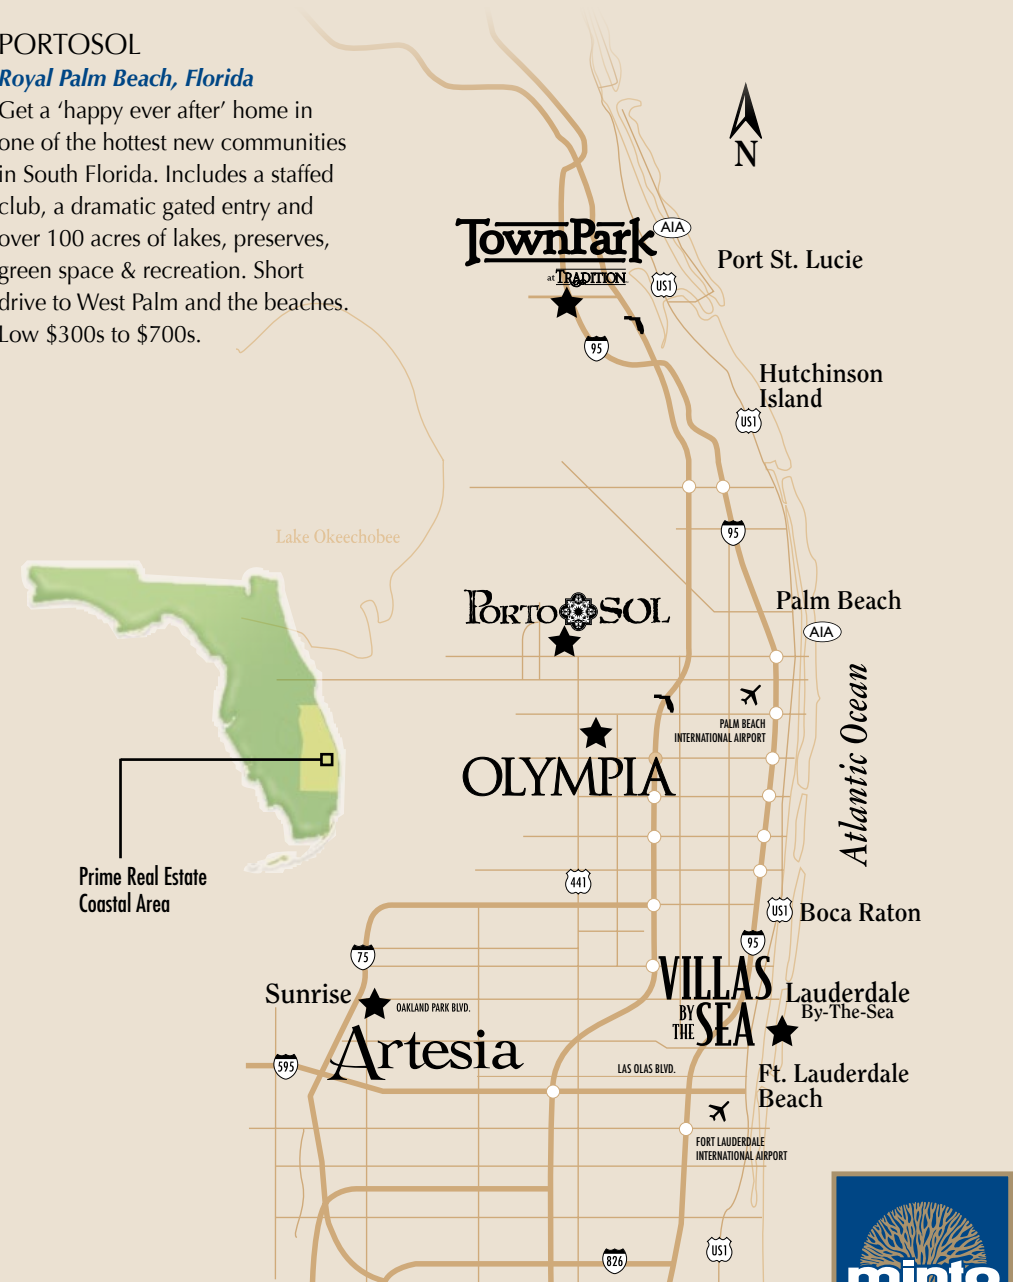 PORTOSOL
Royal Palm Beach, Florida
Get a ‘happy ever after’ home in
one of the hottest new communities
in South Florida. Includes a staffed
club, a dramatic gated entry and
over 100 acres of lakes, preserves,
green space & recreation. Short
drive to West Palm and the beaches.
Low $300s to $700s.
N
TownPark
at TRADITION
AIA
Port St. Lucie
US1
95
Hutchinson
Island
US1
Lake Okeechobee
95
PORTO SOL
Palm Beach
AIA
Atlantic Ocean
PALM BEACH
INTERNATIONAL AIRPORT
OLYMPIA
Prime Real Estate
Coastal Area
441
US1
Boca Raton
95
75
VILLAS
BY
THE
SEA
Sunrise
OAKLAND PARK BLVD.
Lauderdale
By-The-Sea
Artesia
595
LAS OLAS BLVD.
Ft. Lauderdale
Beach
FORT LAUDERDALE
INTERNATIONAL AIRPORT
US1
826
minto